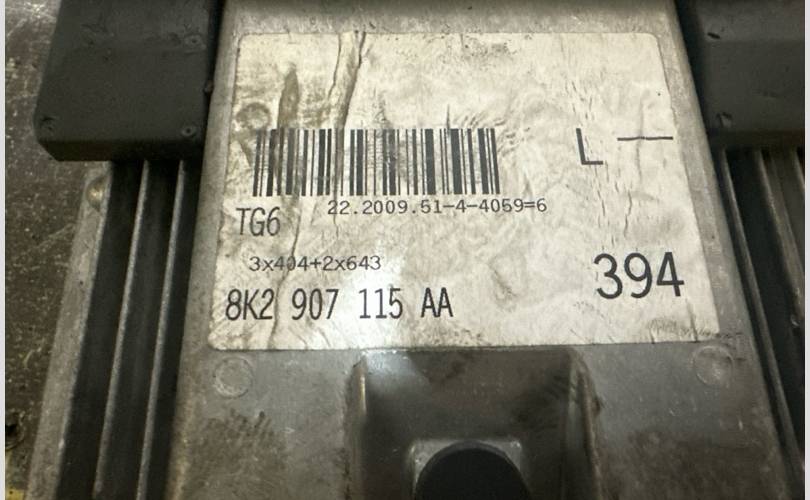 L —
22.2009.51-4-4059=6
TG6
3x404+2x643
394
8K2 907 115 AA